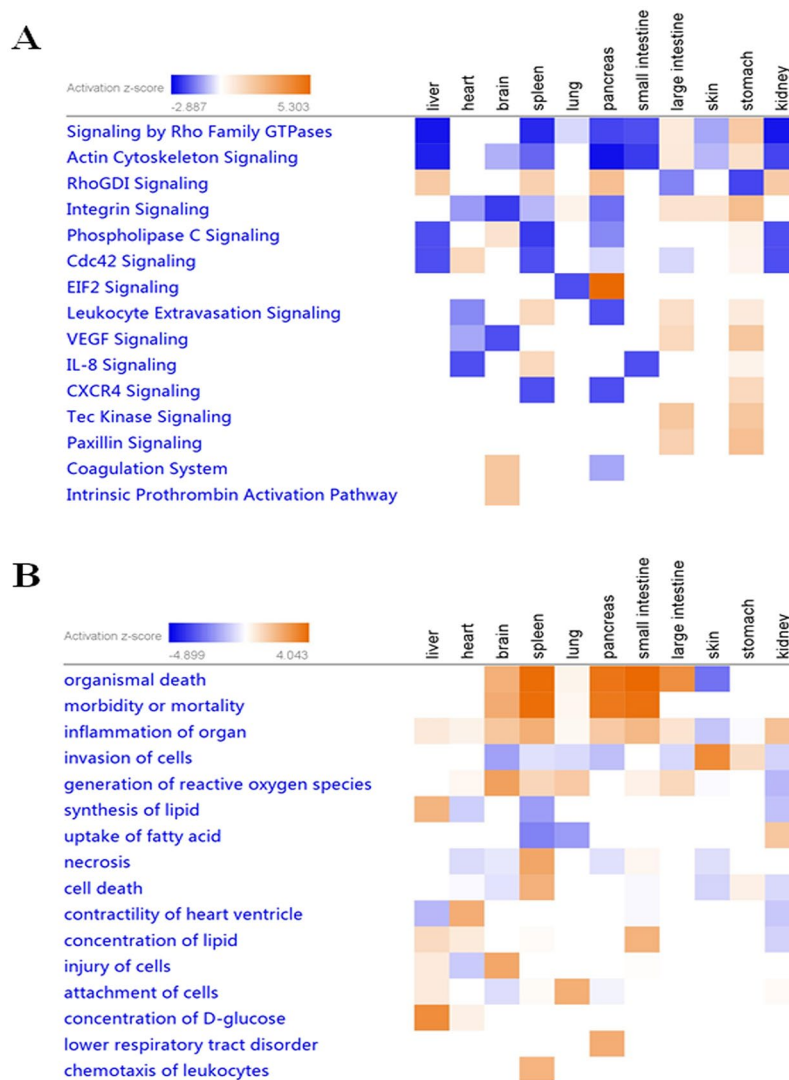 A
Activation z-score
-2.887 5.303
liver heart brain spleen lung pancreas small intestine large intestine skin stomach kidney
Signaling by Rho Family GTPases
Actin Cytoskeleton Signaling
RhoGDI Signaling
Integrin Signaling
Phospholipase C Signaling
Cdc42 Signaling
EIF2 Signaling
Leukocyte Extravasation Signaling
VEGF Signaling
IL-8 Signaling
CXCR4 Signaling
Tec Kinase Signaling
Paxillin Signaling
Coagulation System
Intrinsic Prothrombin Activation Pathway
B
Activation z-score
-4.899 4.043
liver heart brain spleen lung pancreas small intestine large intestine skin stomach kidney
organismal death
morbidity or mortality
inflammation of organ
invasion of cells
generation of reactive oxygen species
synthesis of lipid
uptake of fatty acid
necrosis
cell death
contractility of heart ventricle
concentration of lipid
injury of cells
attachment of cells
concentration of D-glucose
lower respiratory tract disorder
chemotaxis of leukocytes